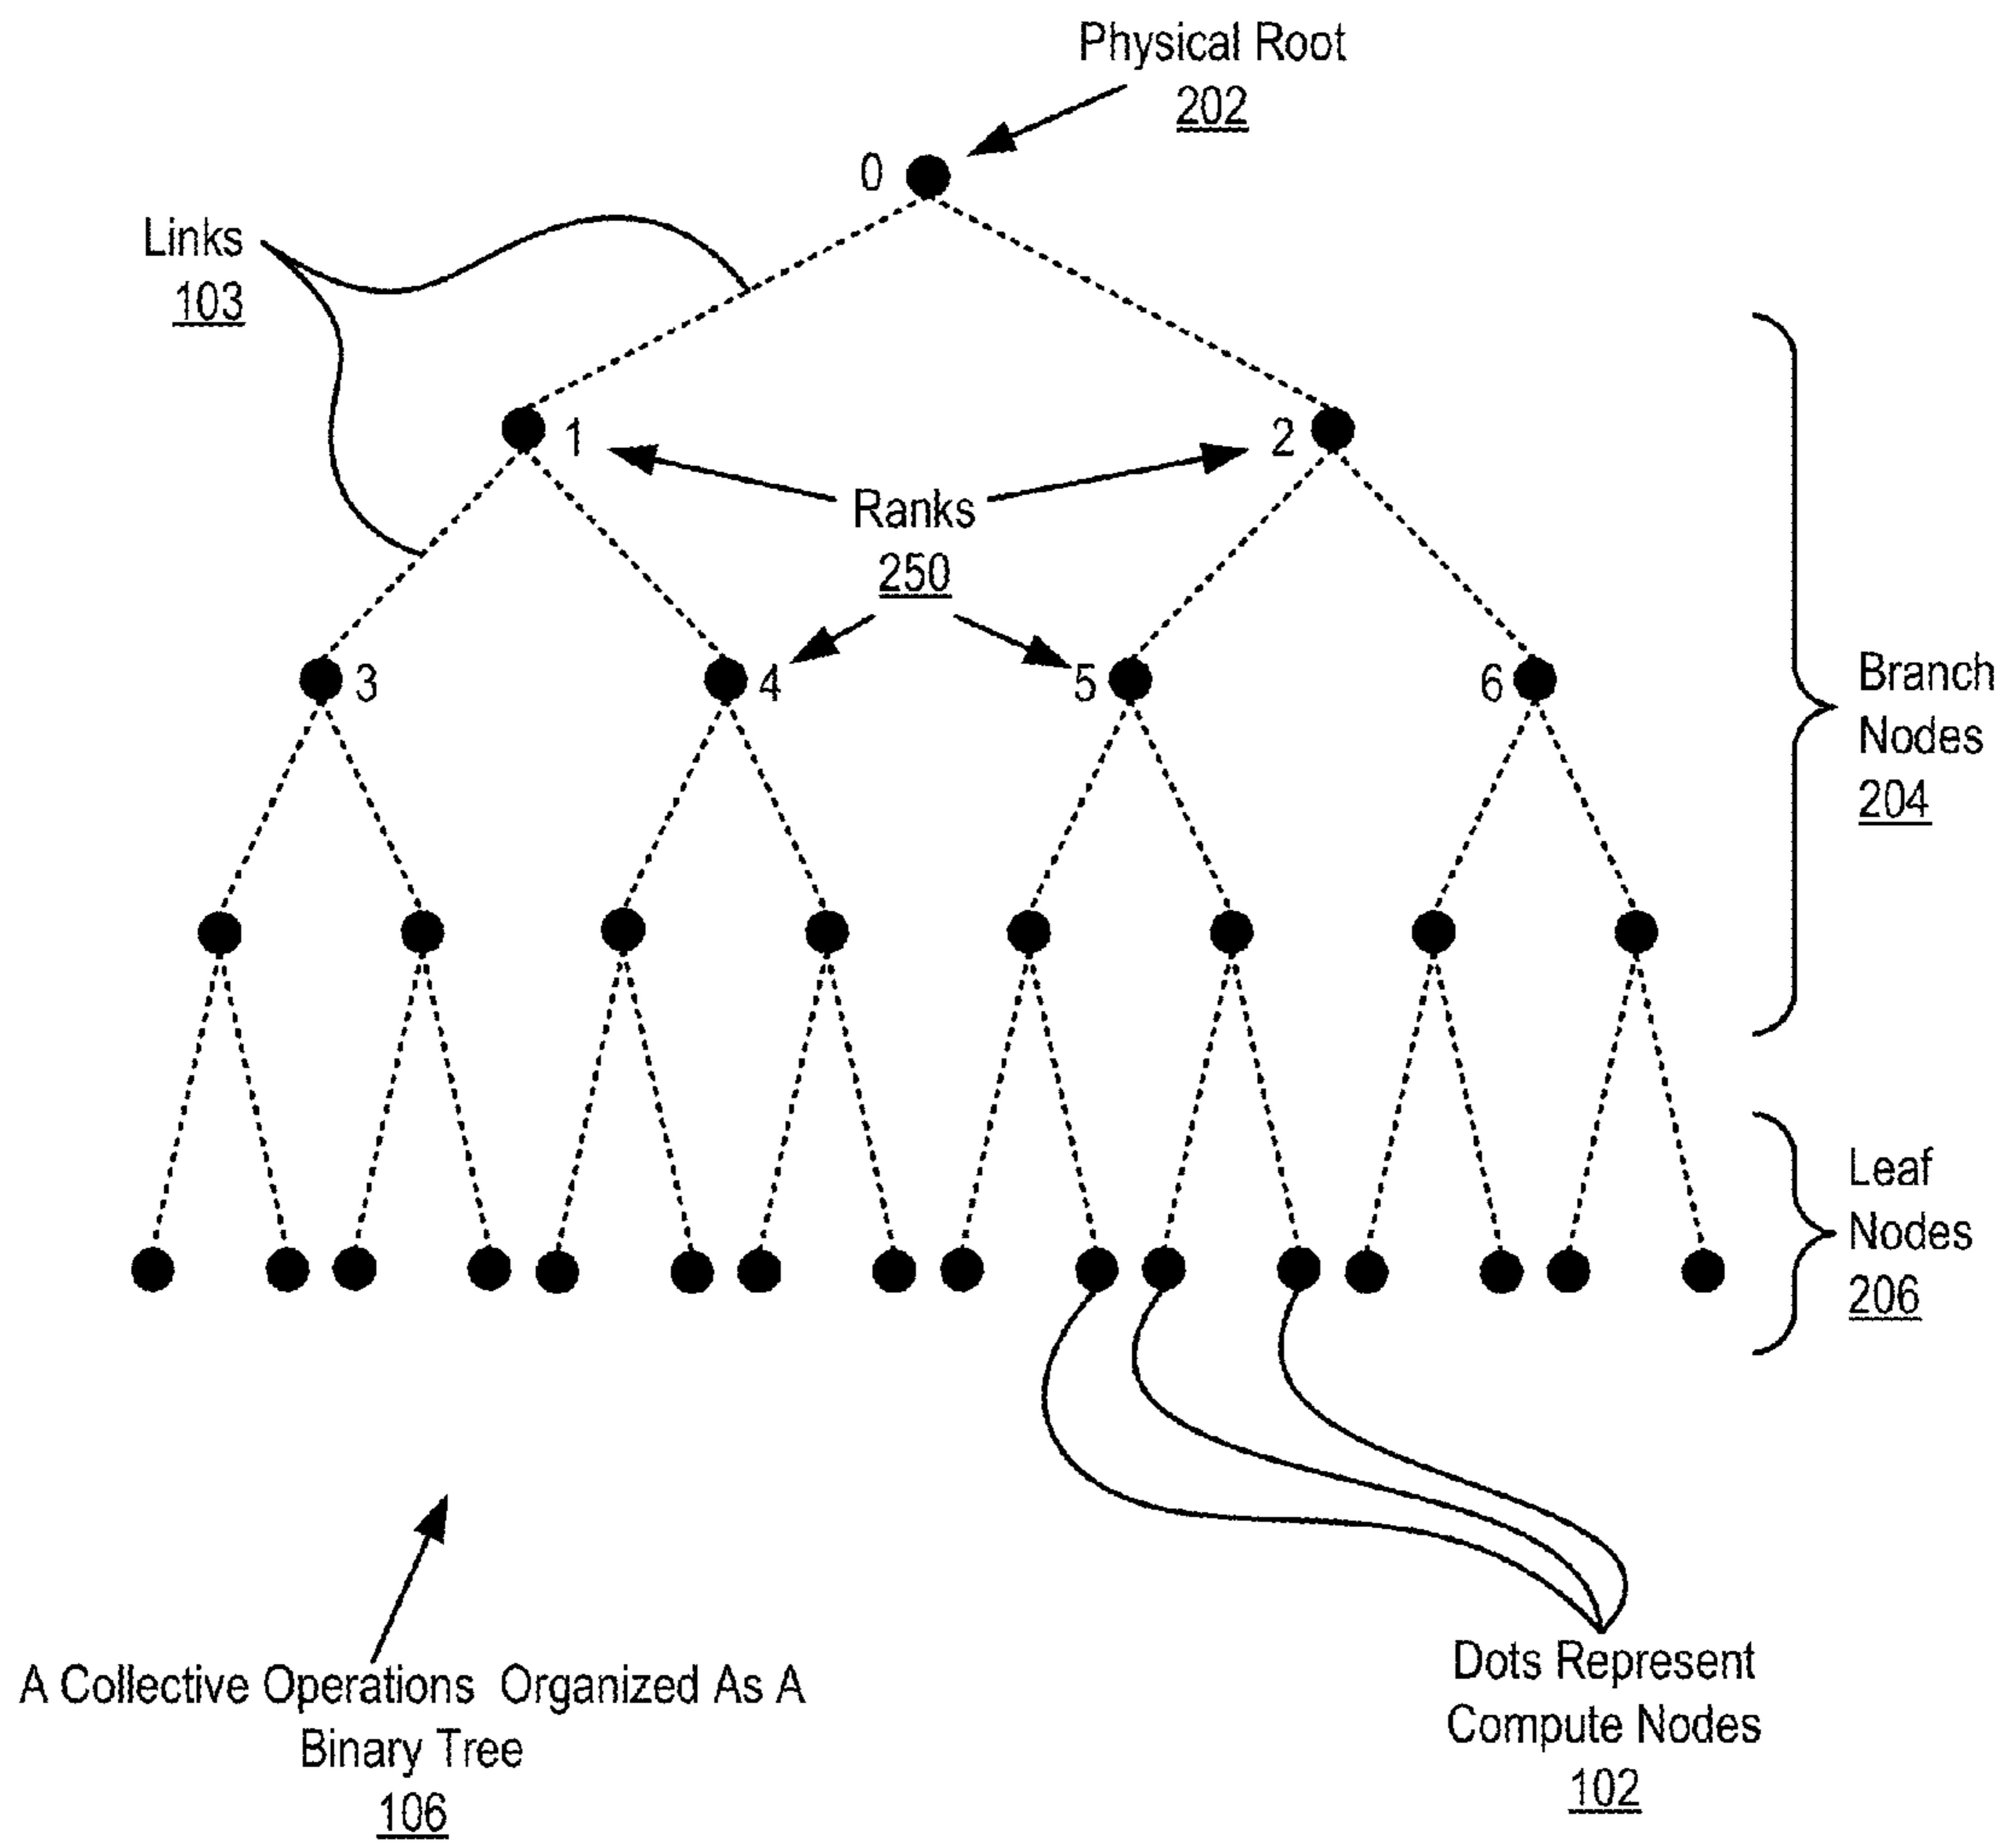 Physical Root
202
0
Links
103
1
2
Ranks
250
3
4
5
6
Branch
Nodes
204
Leaf
Nodes
206
A Collective Operations Organized As A
Binary Tree
106
Dots Represent
Compute Nodes
102